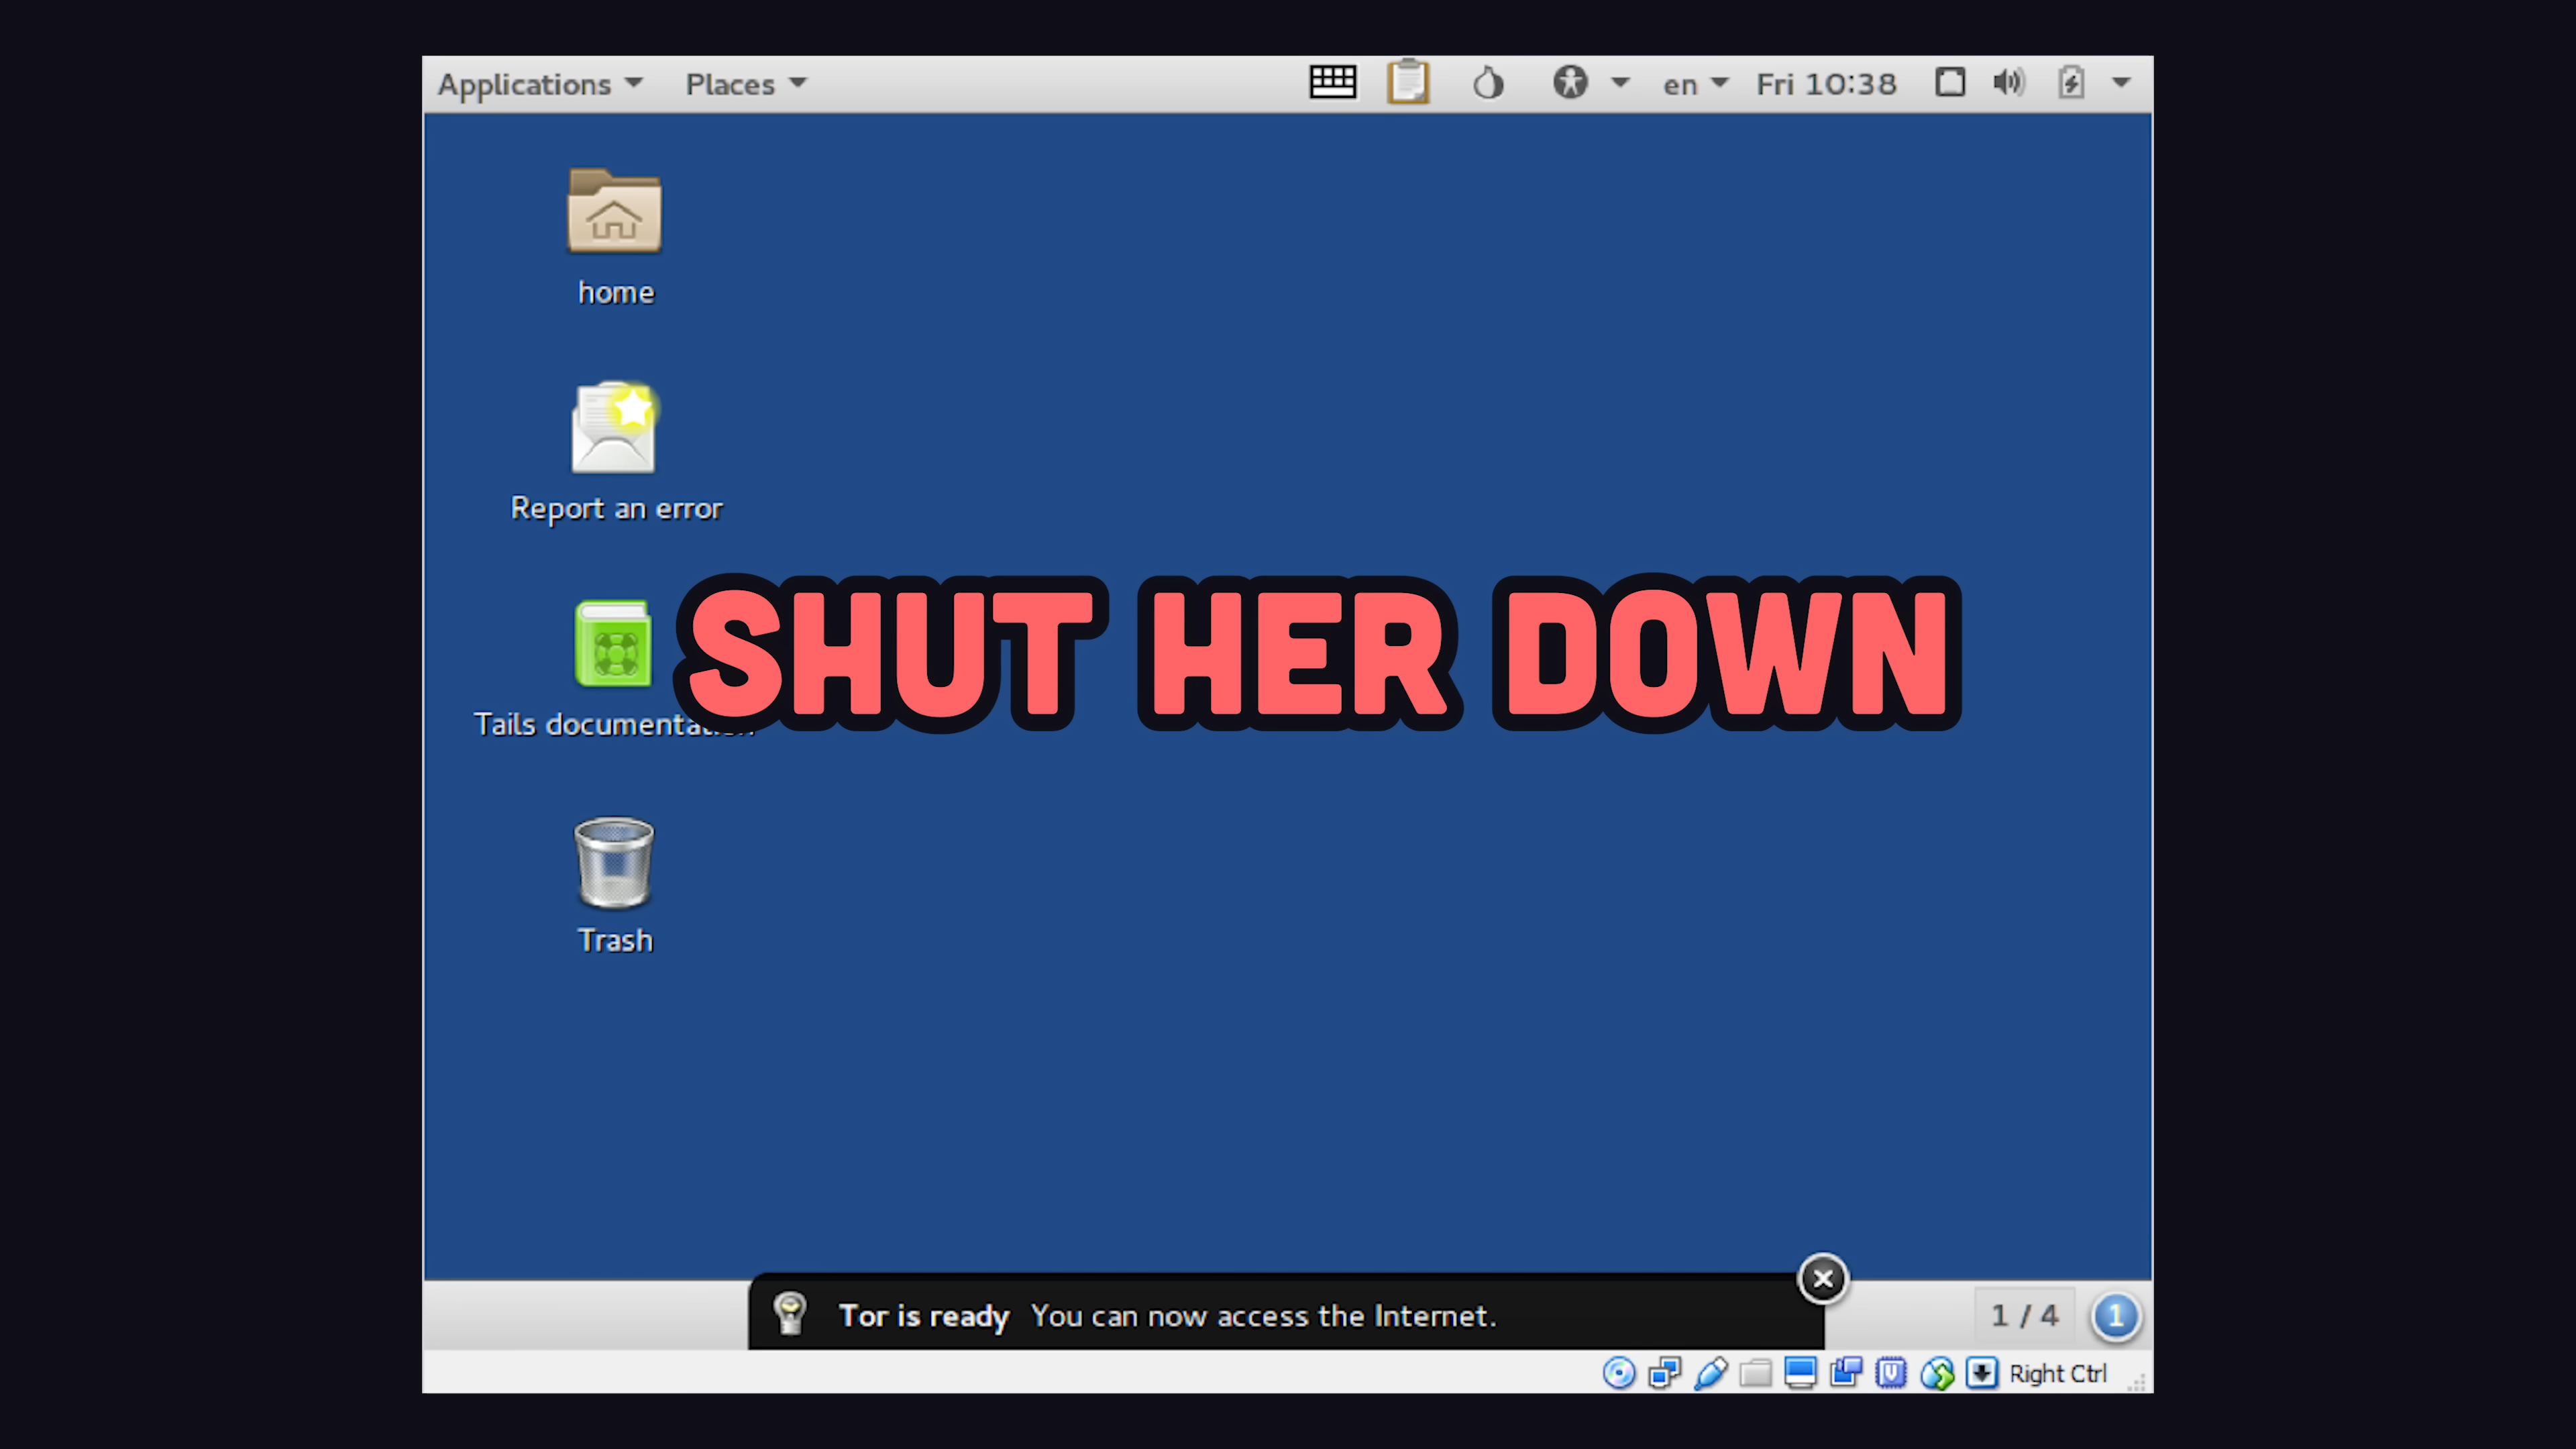 Applications Places en Fri 10:38
home
Report an error
SHUT HER DOWN
Tails
Trash
Tor is ready You can now access the Internet.
1 / 4 1
Right Ctrl